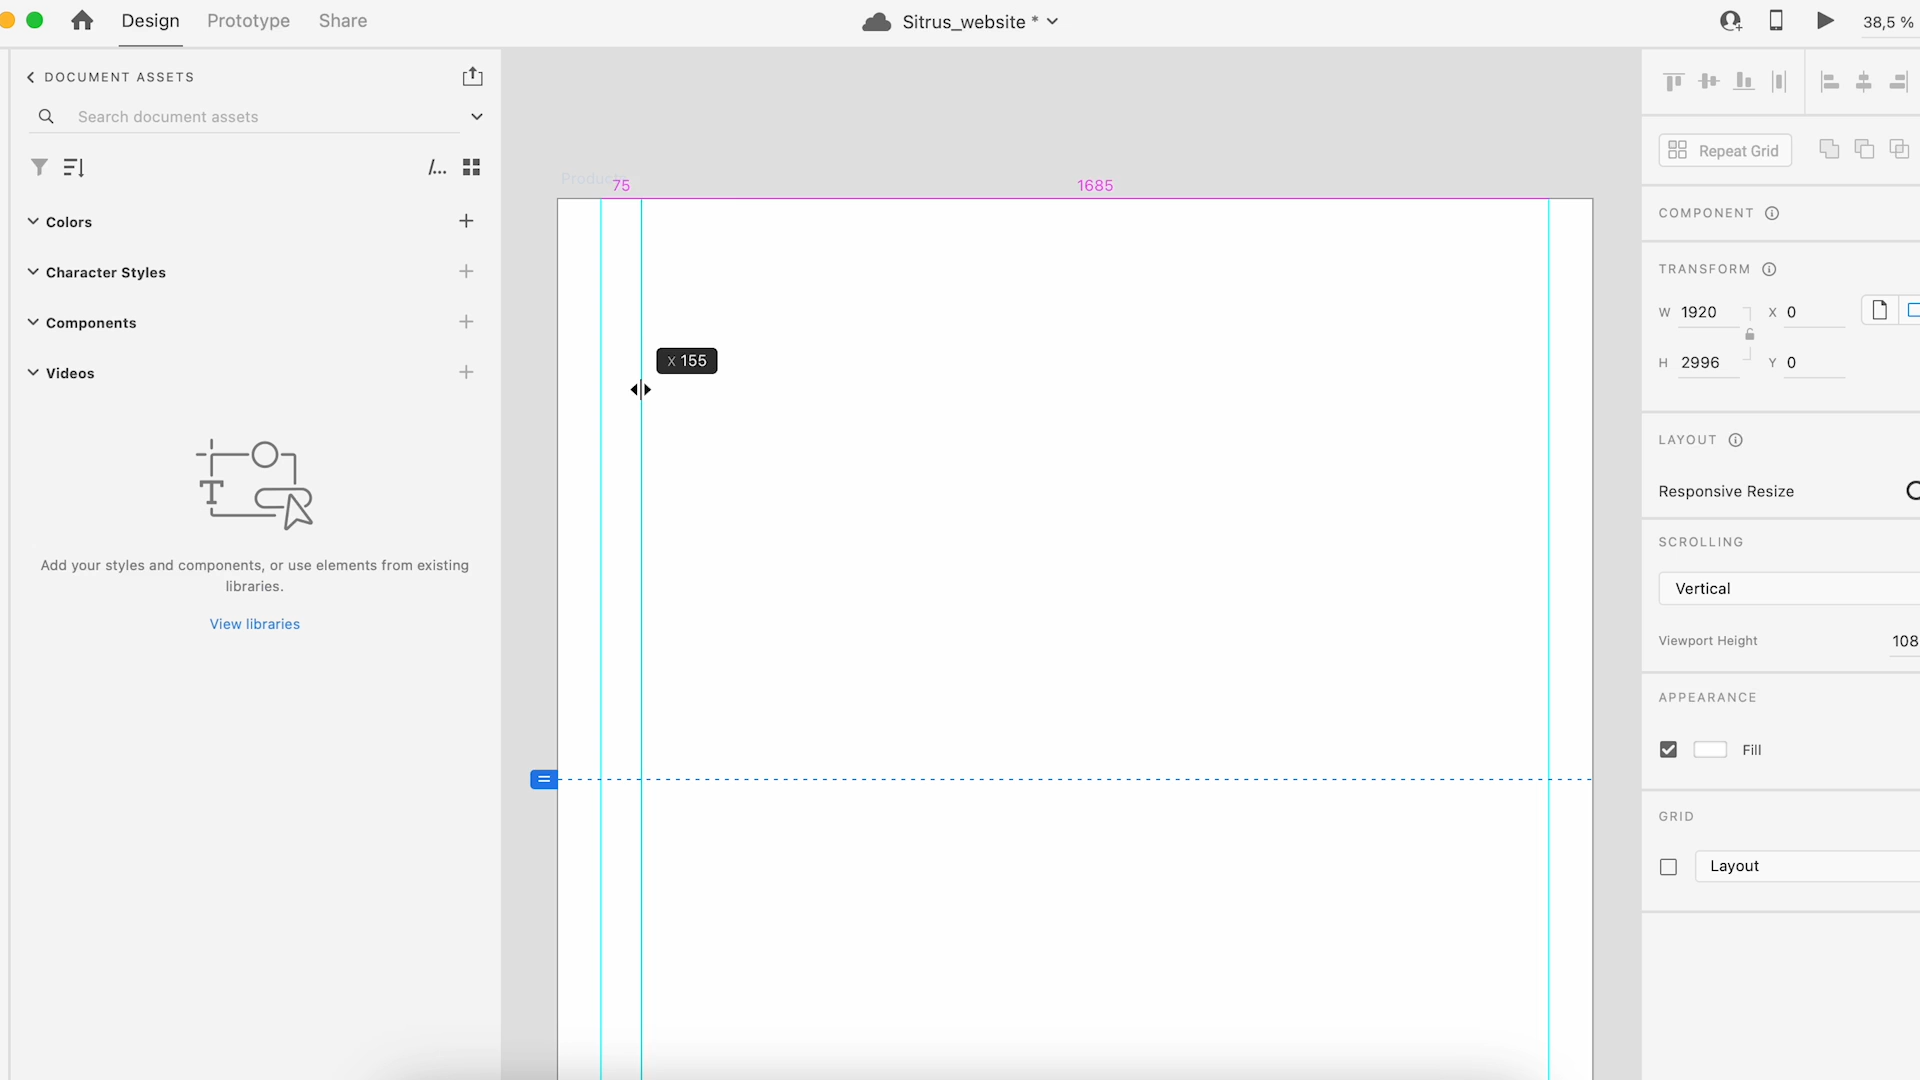 Design Prototype Share
Sitrus_website *
38,5 %
DOCUMENT ASSETS
Search document assets
/...
Colors
Character Styles
Components
Videos
T
Add your styles and components, or use elements from existing
libraries.
View libraries
75
1685
X 155
Repeat Grid
COMPONENT
TRANSFORM
W 1920 X 0
H 2996 Y 0
LAYOUT
Responsive Resize
SCROLLING
Vertical
Viewport Height 108
APPEARANCE
Fill
GRID
Layout